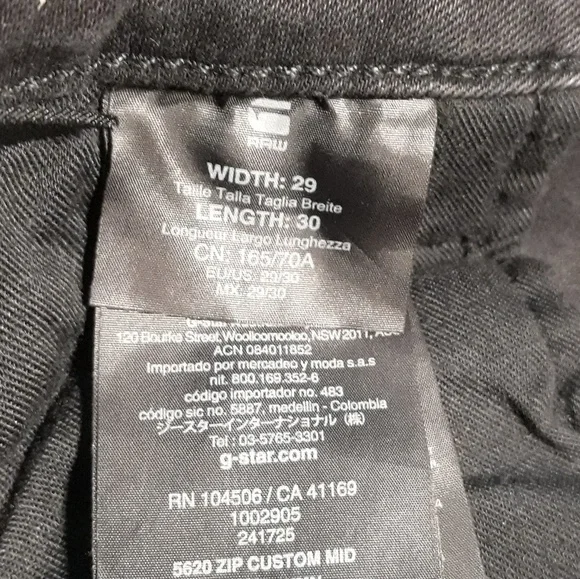 RAW
WIDTH: 29
Taille Talla Taglia Breite
LENGTH: 30
Longueur Largo Lunghezza
CN: 165/70A
EU/US: 29/30
MX: 29/30
120 Bourke Street, Woolloomooloo, NSW 2011,
ACN 084011852
Importado por mercadeo y moda s.a.s
nit. 800.169.352-6
código importador no. 483
código sic no. 5887, medellin - Colombia
ジースターインターナショナル (株)
Tel : 03-5765-3301
g-star.com
RN 104506 / CA 41169
1002905
241725
5620 ZIP CUSTOM MID